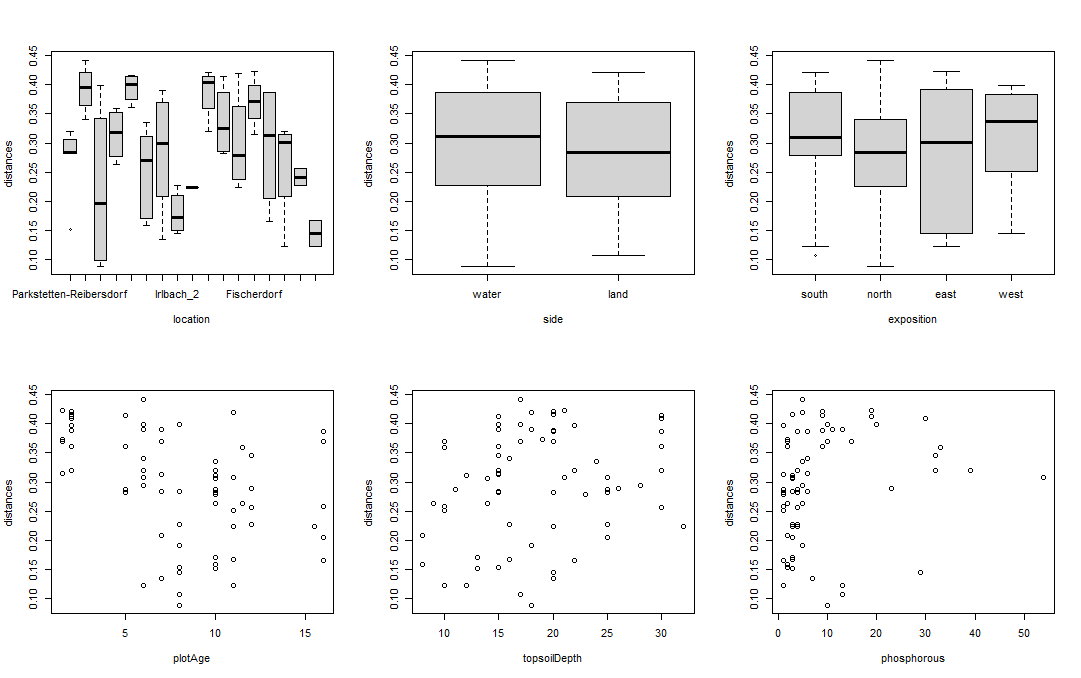 distances
0.10 0.15 0.20 0.25 0.30 0.35 0.40 0.45
Parkstetten-Reibersdorf Irlbach_2 Fischerdorf
location
distances
0.10 0.15 0.20 0.25 0.30 0.35 0.40 0.45
water land
side
distances
0.10 0.15 0.20 0.25 0.30 0.35 0.40 0.45
south north east west
exposition
distances
0.10 0.15 0.20 0.25 0.30 0.35 0.40 0.45
5 10 15
plotAge
distances
0.10 0.15 0.20 0.25 0.30 0.35 0.40 0.45
10 15 20 25 30
topsoilDepth
distances
0.10 0.15 0.20 0.25 0.30 0.35 0.40 0.45
0 10 20 30 40 50
phosphorous